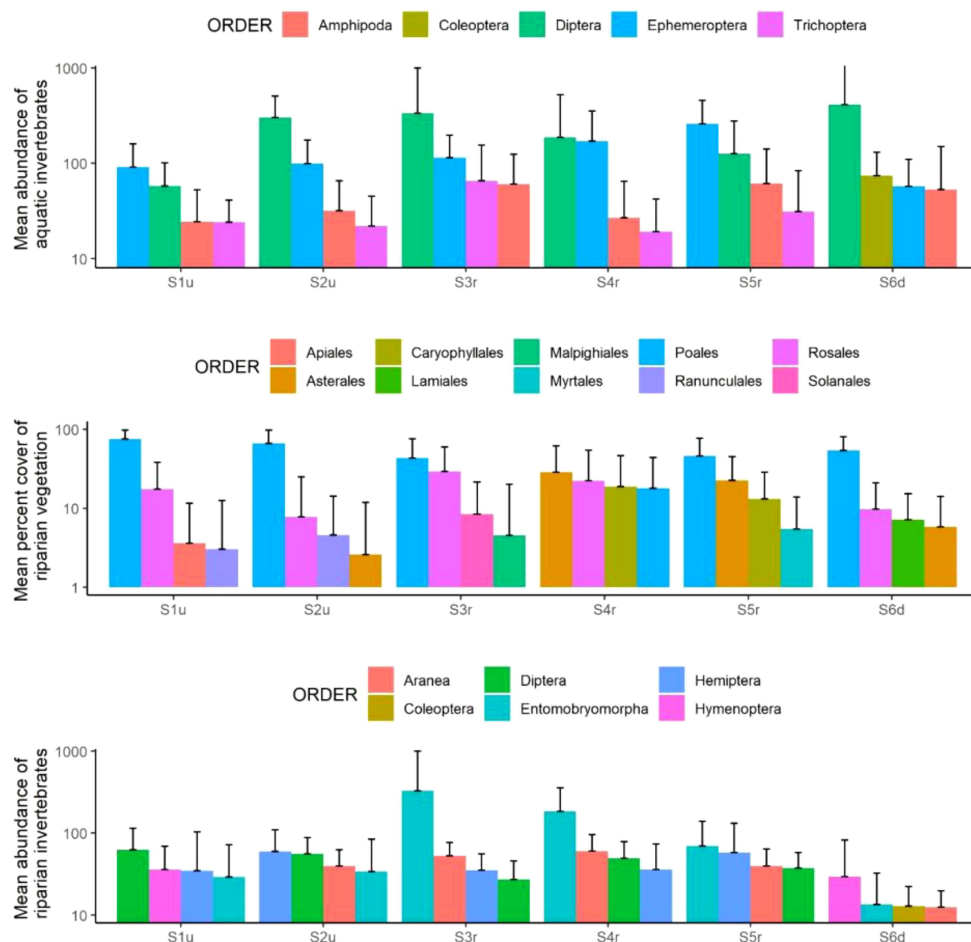 ORDER Amphipoda Coleoptera Diptera Ephemeroptera Trichoptera
Mean abundance of
aquatic invertebrates
1000
100
10
S1u S2u S3r S4r S5r S6d
ORDER
Apiales Caryophyllales Malpighiales Poales Rosales
Asterales Lamiales Myrtales Ranunculales Solanales
Mean percent cover of
riparian vegetation
100
10
1
S1u S2u S3r S4r S5r S6d
ORDER
Aranea Diptera Hemiptera
Coleoptera Entomobryomorpha Hymenoptera
Mean abundance of
riparian invertebrates
1000
100
10
S1u S2u S3r S4r S5r S6d